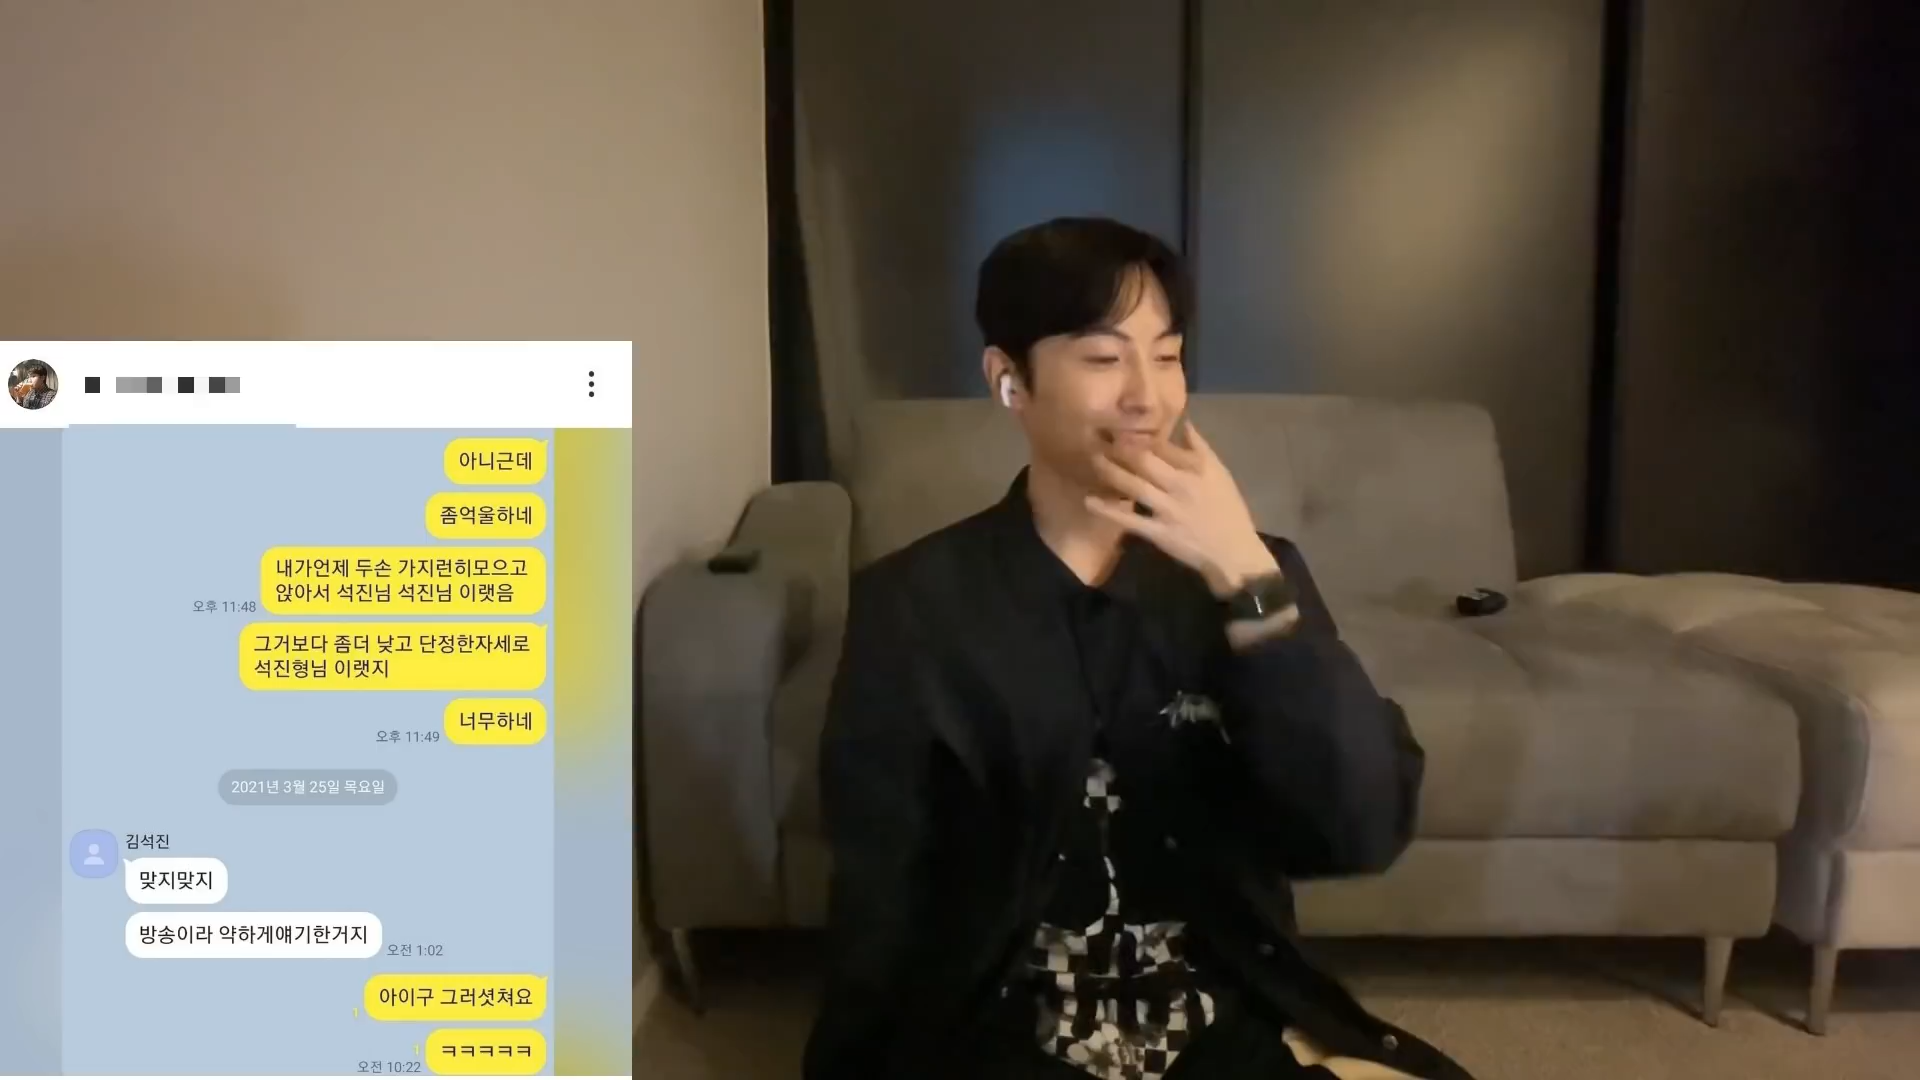 아니근데
좀억울하네
내가언제 두손 가지런히모으고
앉아서 석진님 석진님 이랫음
오후 11:48
그거보다 좀더 낮고 단정한자세로
석진형님 이랫지
너무하네
오후 11:49
2021년 3월 25일 목요일
김석진
맞지맞지
방송이라 약하게얘기한거지
오전 1:02
아이구 그러셧쳐요
1
ㅋㅋㅋㅋㅋ
1
오전 10:22